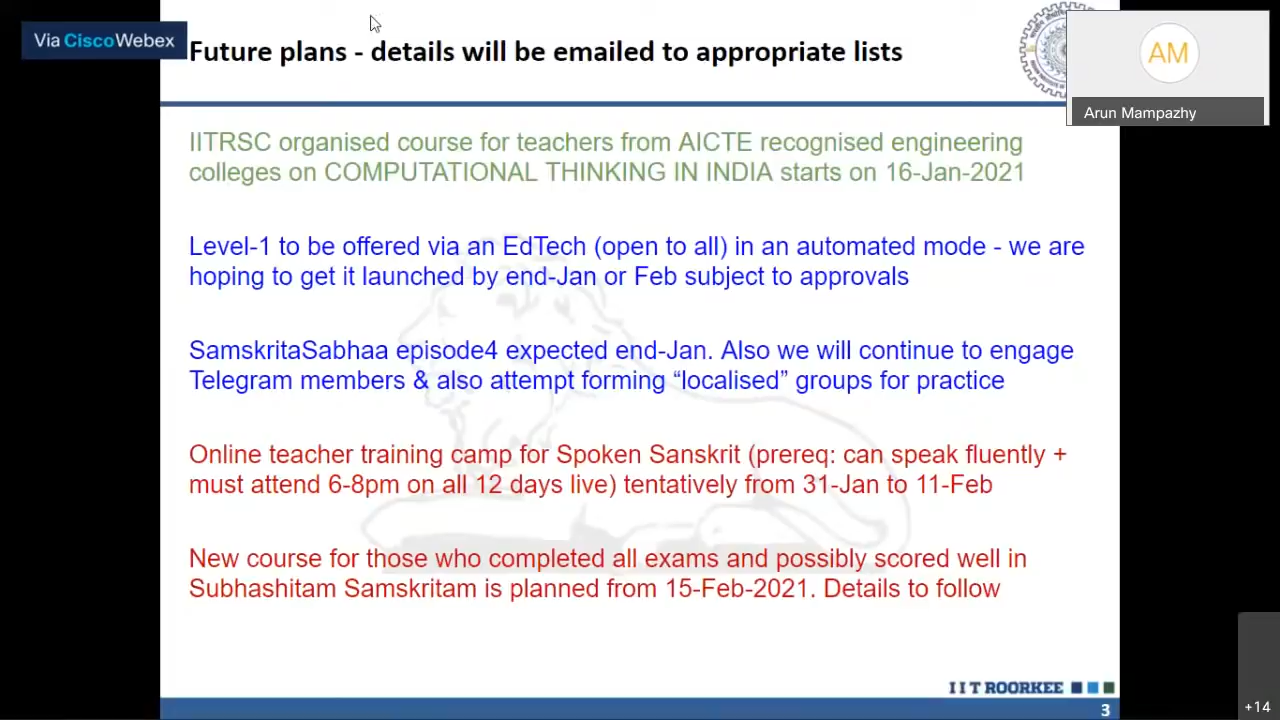 Via CiscoWebex
Future plans - details will be emailed to appropriate lists
AM
Arun Mampazhy
IITRSC organised course for teachers from AICTE recognised engineering
colleges on COMPUTATIONAL THINKING IN INDIA starts on 16-Jan-2021
Level-1 to be offered via an EdTech (open to all) in an automated mode - we are
hoping to get it launched by end-Jan or Feb subject to approvals
SamskritaSabhaa episode4 expected end-Jan. Also we will continue to engage
Telegram members & also attempt forming “localised” groups for practice
Online teacher training camp for Spoken Sanskrit (prereq: can speak fluently +
must attend 6-8pm on all 12 days live) tentatively from 31-Jan to 11-Feb
New course for those who completed all exams and possibly scored well in
Subhashitam Samskritam is planned from 15-Feb-2021. Details to follow
I I T ROORKEE
3
+14